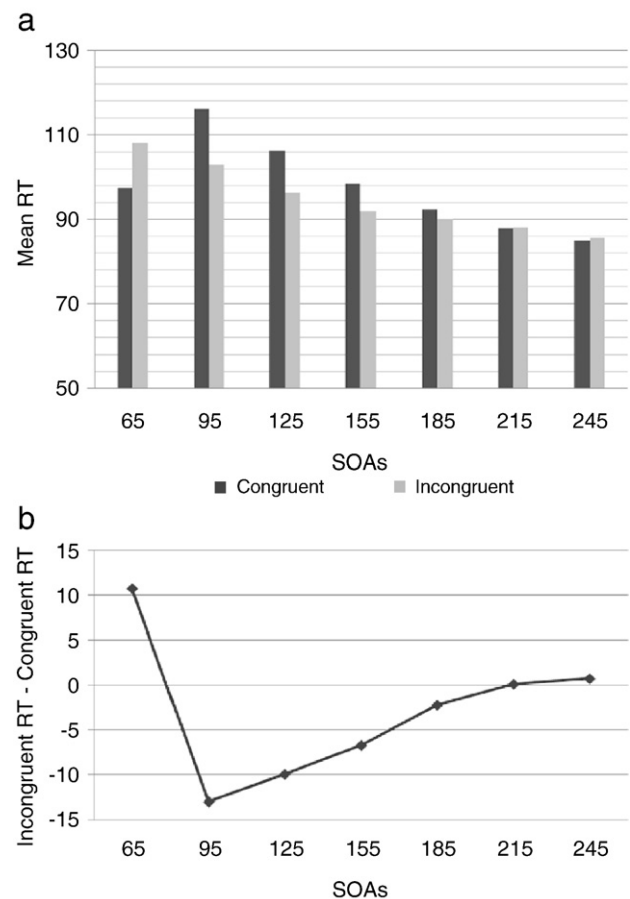 a
Mean RT
130
110
90
70
50
65 95 125 155 185 215 245
SOAs
Congruent Incongruent
b
Incongruent RT - Congruent RT
15
10
5
0
-5
-10
-15
65 95 125 155 185 215 245
SOAs